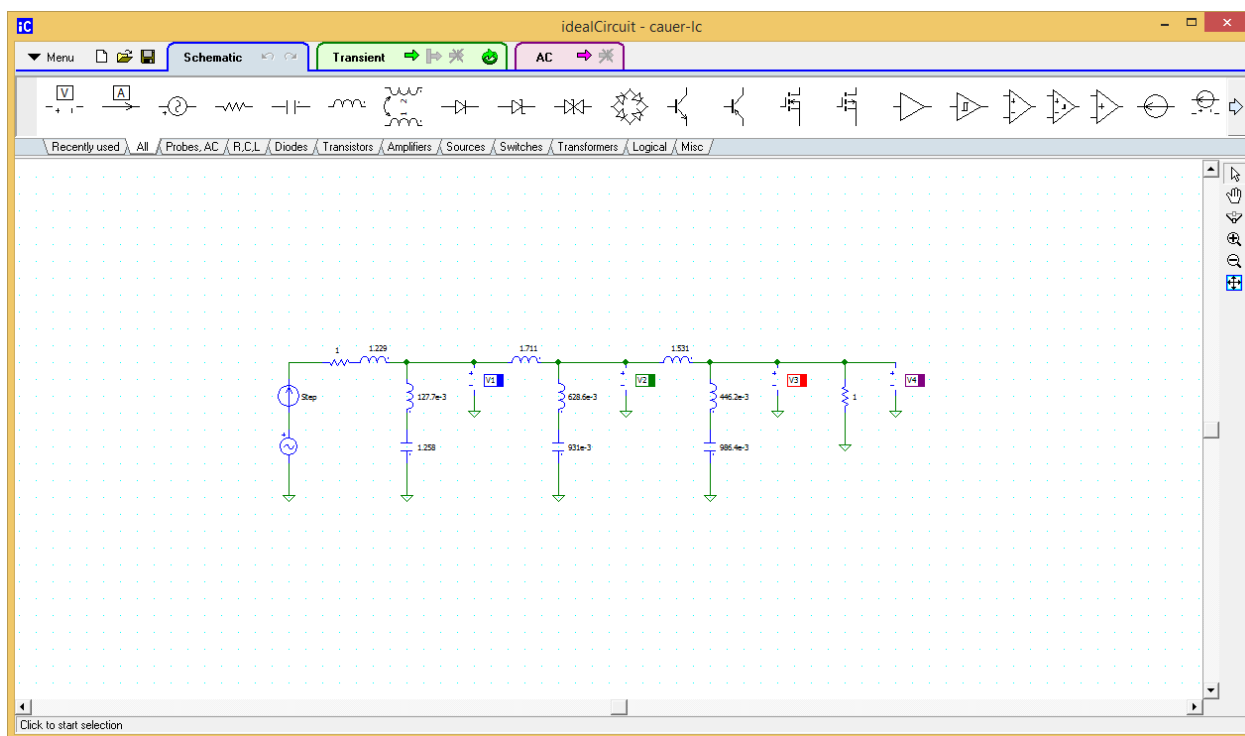 iC idealCircuit - cauer-lc
Menu Schematic Transient AC
V A
Recently used All Probes, AC R,C,L Diodes Transistors Amplifiers Sources Switches Transformers Logical Misc
1 1.229 1.711 1.531
V1 V2 V3 V4
Step 127.7e-3 628.6e-3 446.2e-3 1
1.258 931e-3 986.4e-3
Click to start selection